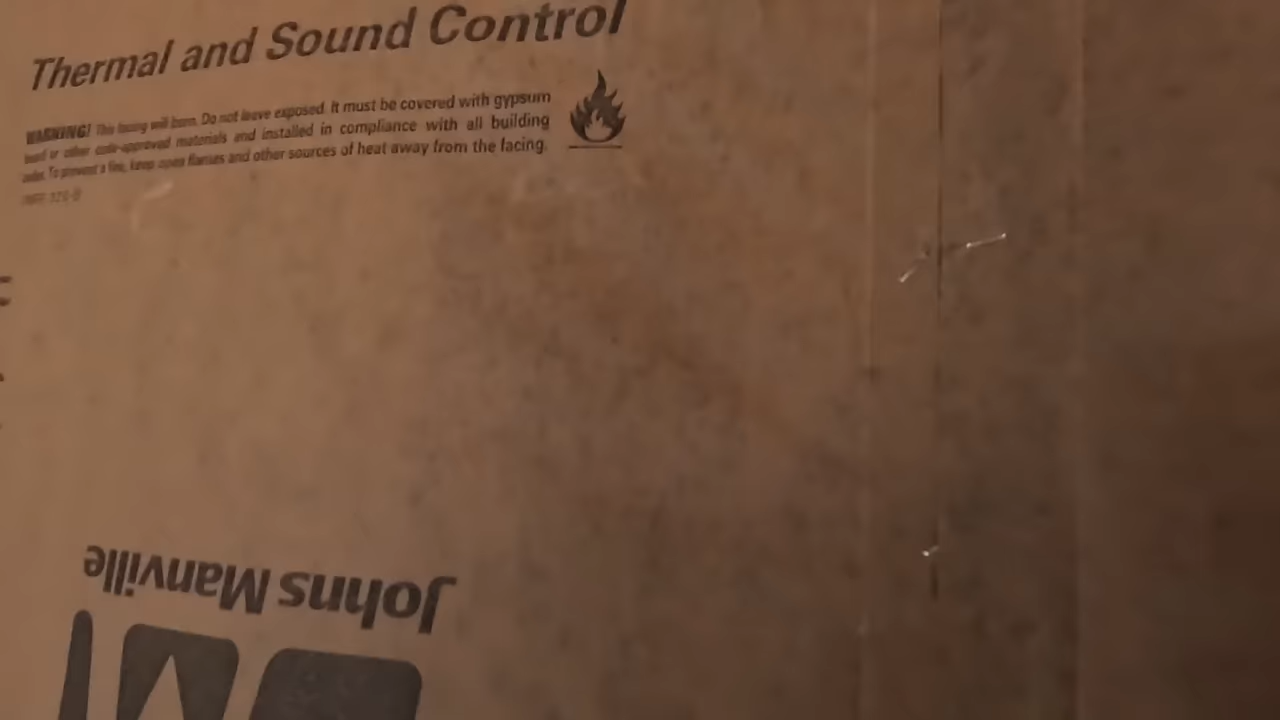 Thermal and Sound Control
WARNING! This facing will burn. Do not leave exposed. It must be covered with gypsum
board or other code-approved materials and installed in compliance with all building
codes. To prevent a fire, keep open flames and other sources of heat away from the facing.
Johns Manville